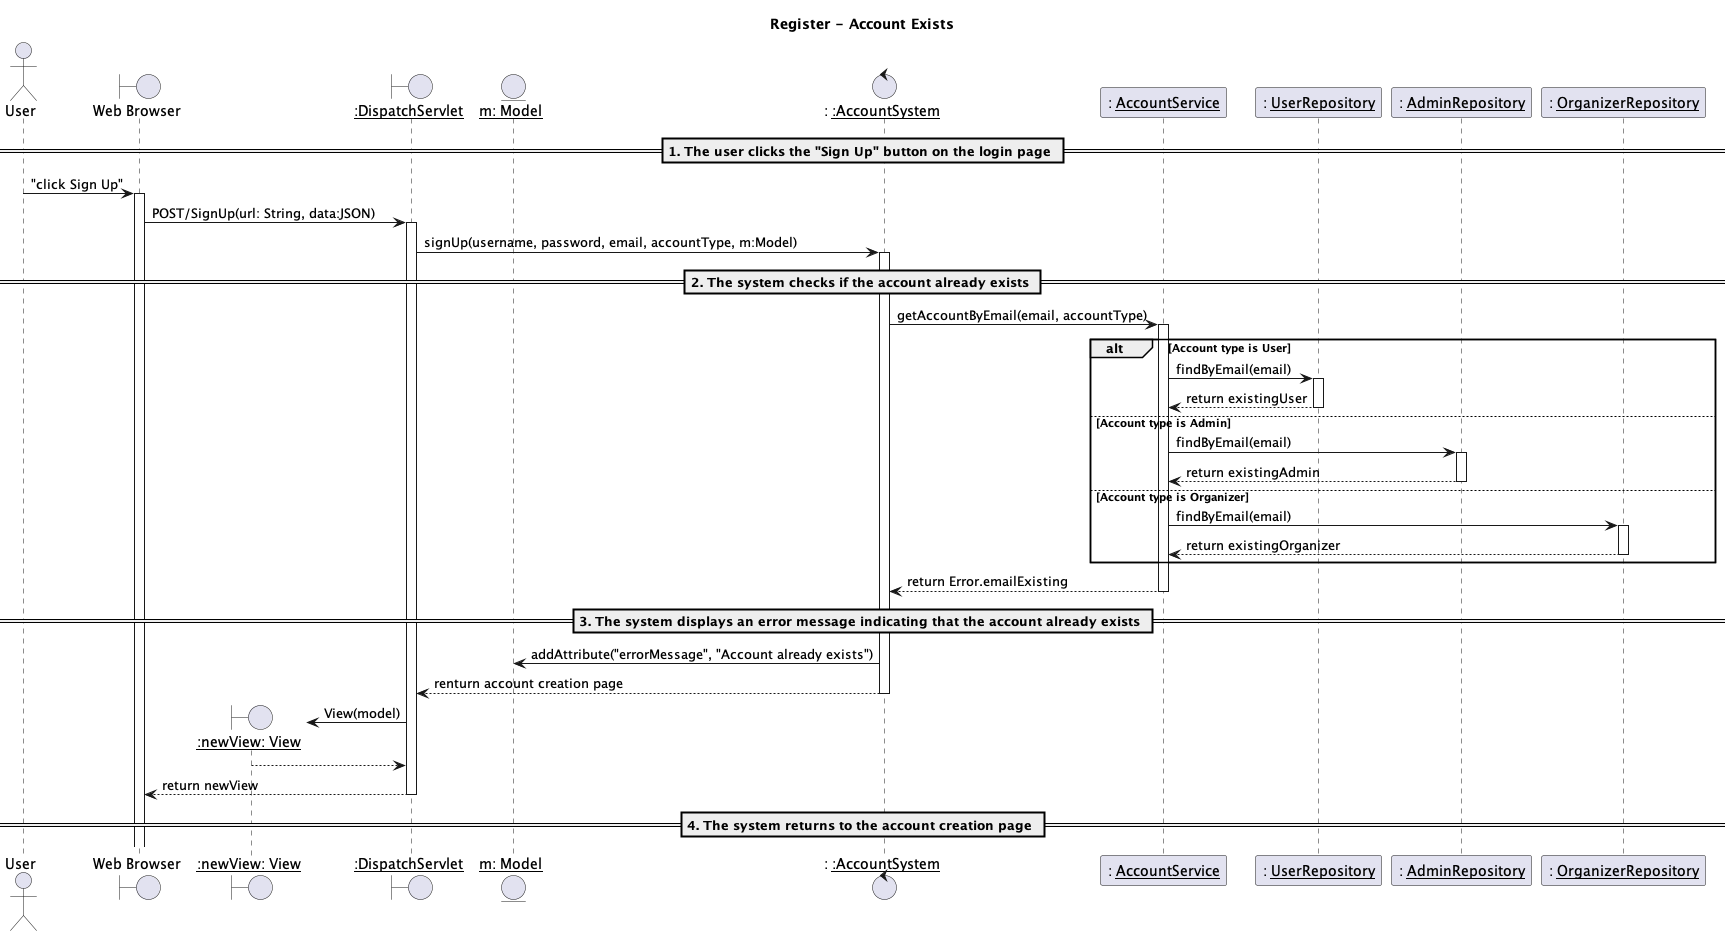 Register - Account Exists
User
Web Browser
:DispatchServlet
m: Model
: :AccountSystem
: AccountService
: UserRepository
: AdminRepository
: OrganizerRepository
1. The user clicks the "Sign Up" button on the login page
"click Sign Up"
POST/SignUp(url: String, data:JSON)
signUp(username, password, email, accountType, m:Model)
2. The system checks if the account already exists
getAccountByEmail(email, accountType)
alt
[Account type is User]
findByEmail(email)
return existingUser
[Account type is Admin]
findByEmail(email)
return existingAdmin
[Account type is Organizer]
findByEmail(email)
return existingOrganizer
return Error.emailExisting
3. The system displays an error message indicating that the account already exists
addAttribute("errorMessage", "Account already exists")
renturn account creation page
View(model)
:newView: View
return newView
4. The system returns to the account creation page
User
Web Browser
:newView: View
:DispatchServlet
m: Model
: :AccountSystem
: AccountService
: UserRepository
: AdminRepository
: OrganizerRepository